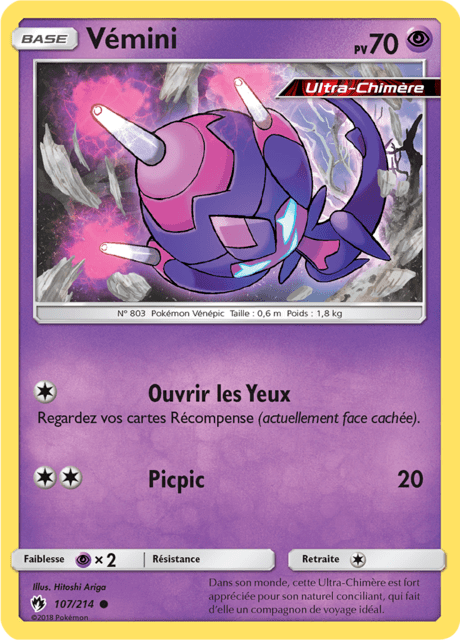 BASE Vémini PV70
Ultra-Chimère
N° 803 Pokémon Vénépic Taille : 0,6 m Poids : 1,8 kg
Ouvrir les Yeux
Regardez vos cartes Récompense (actuellement face cachée).
Picpic 20
Faiblesse ×2 Résistance Retraite
Illus. Hitoshi Ariga
107/214
©2018 Pokémon
Dans son monde, cette Ultra-Chimère est fort
appréciée pour son naturel conciliant, qui fait
d'elle un compagnon de voyage idéal.